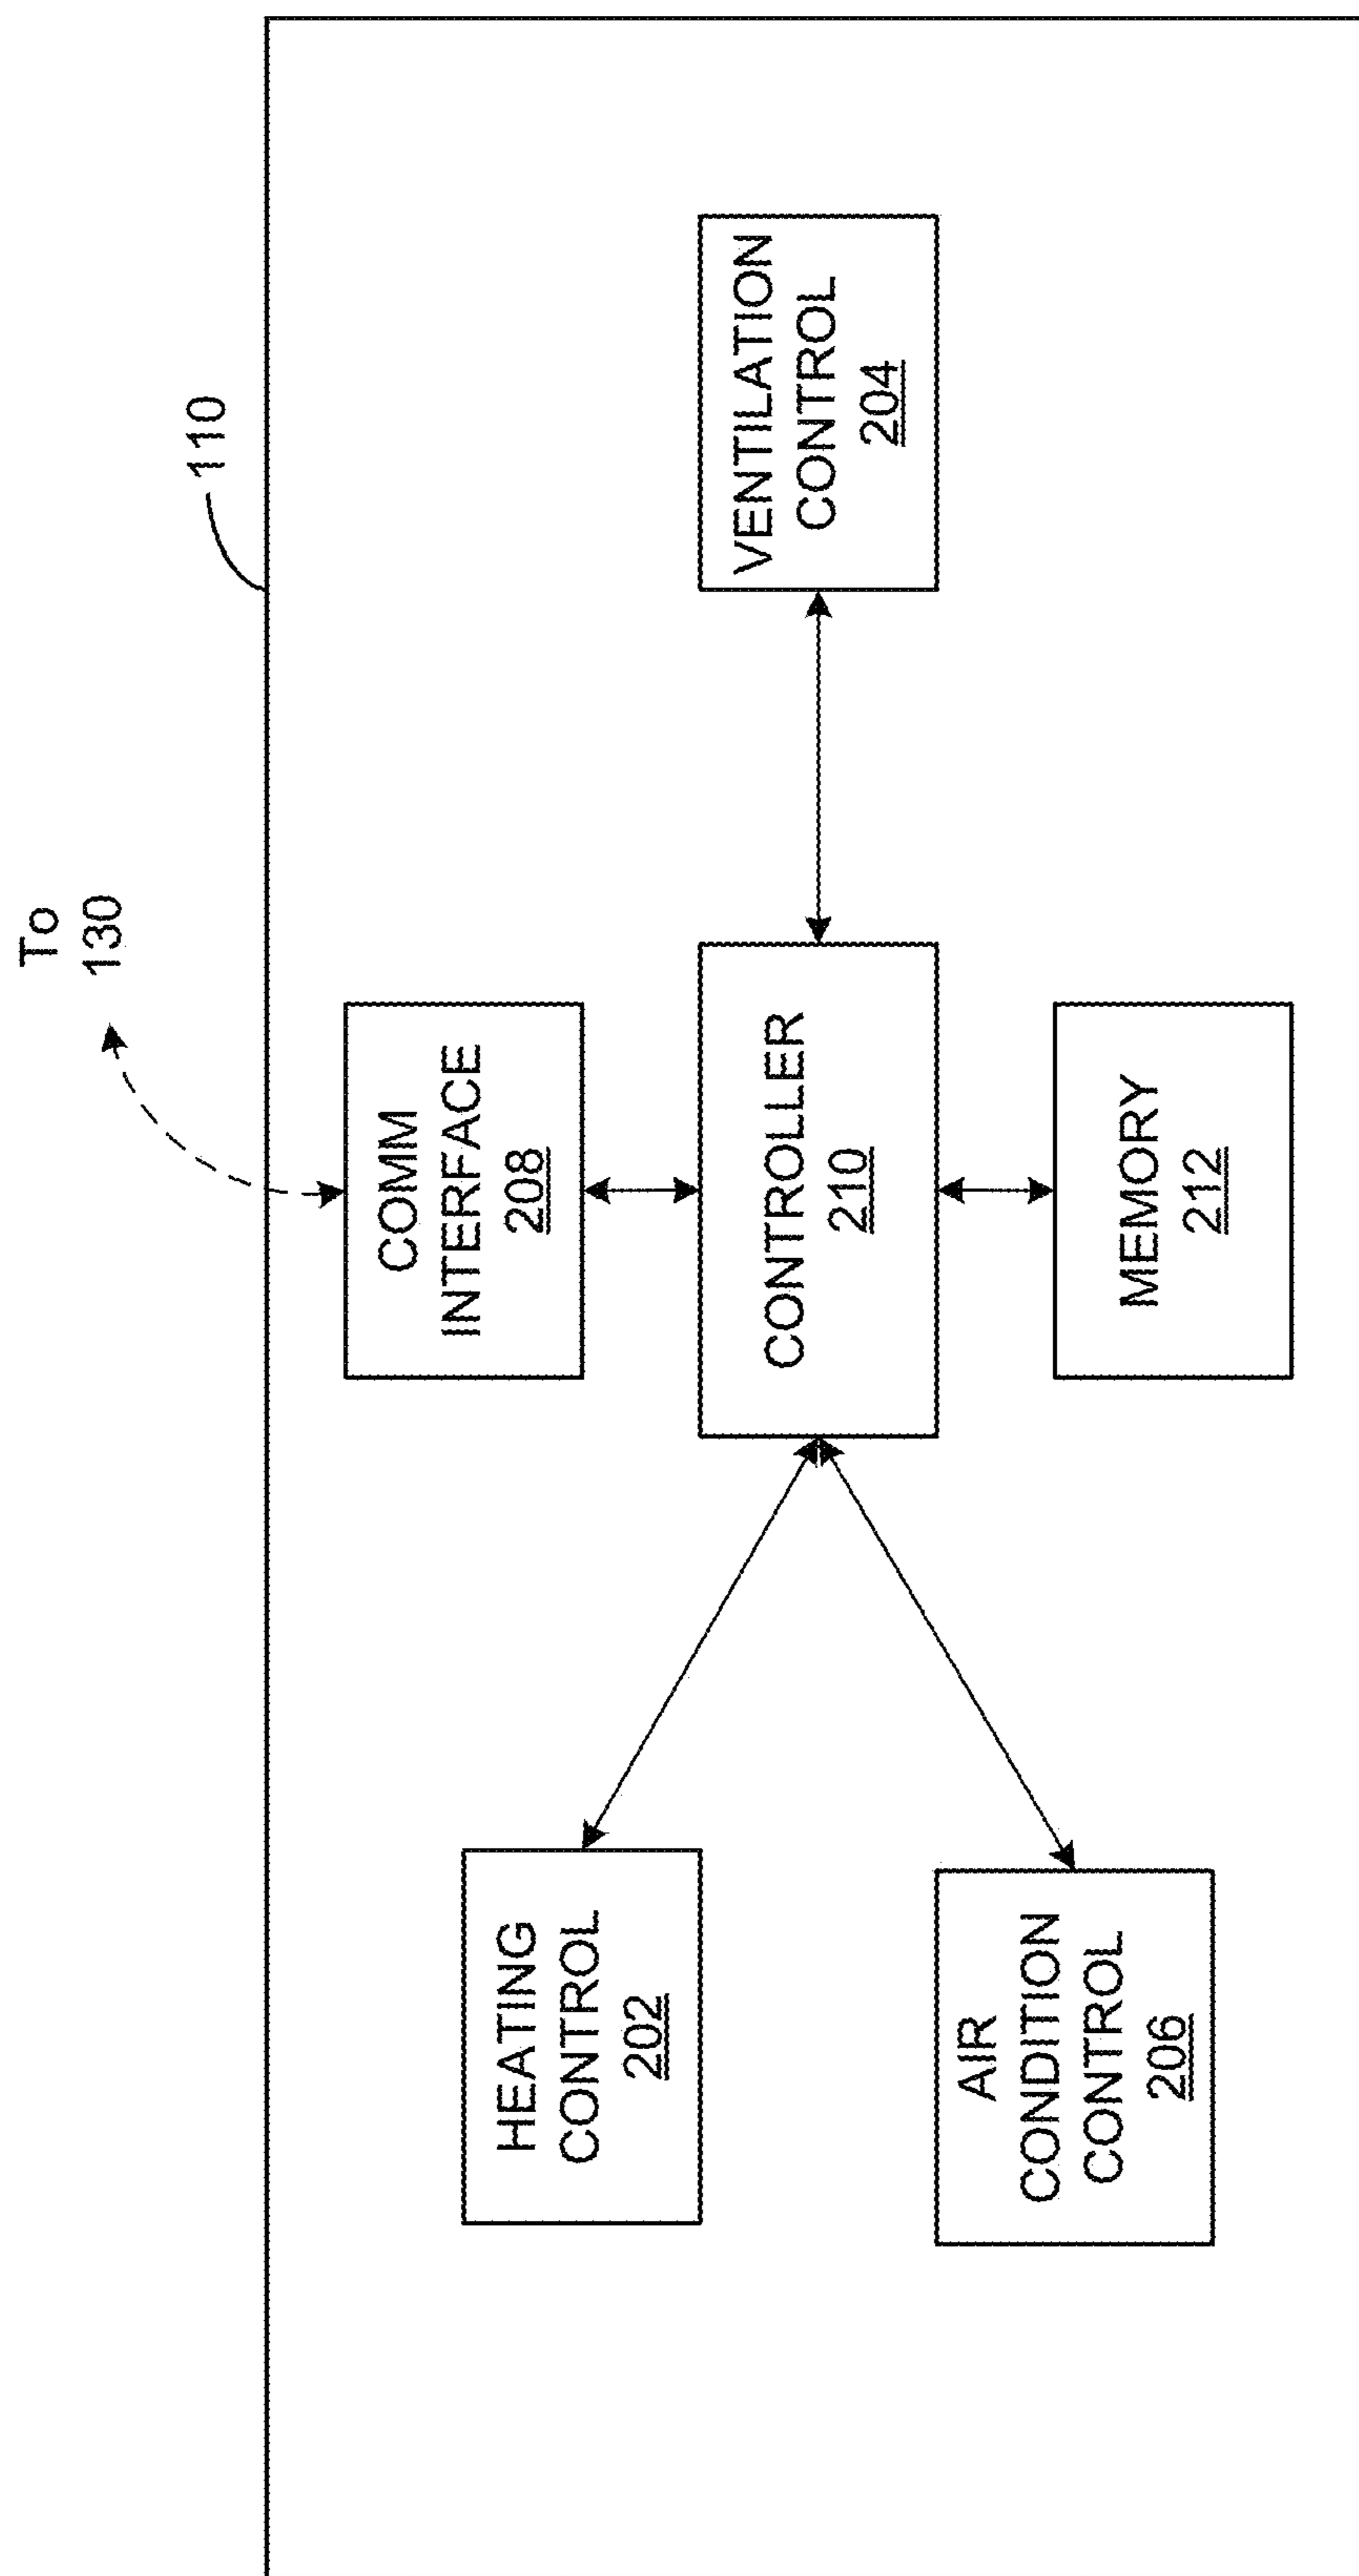 To
130
110
COMM
INTERFACE
208
HEATING
CONTROL
202
CONTROLLER
210
VENTILATION
CONTROL
204
AIR
CONDITION
CONTROL
206
MEMORY
212